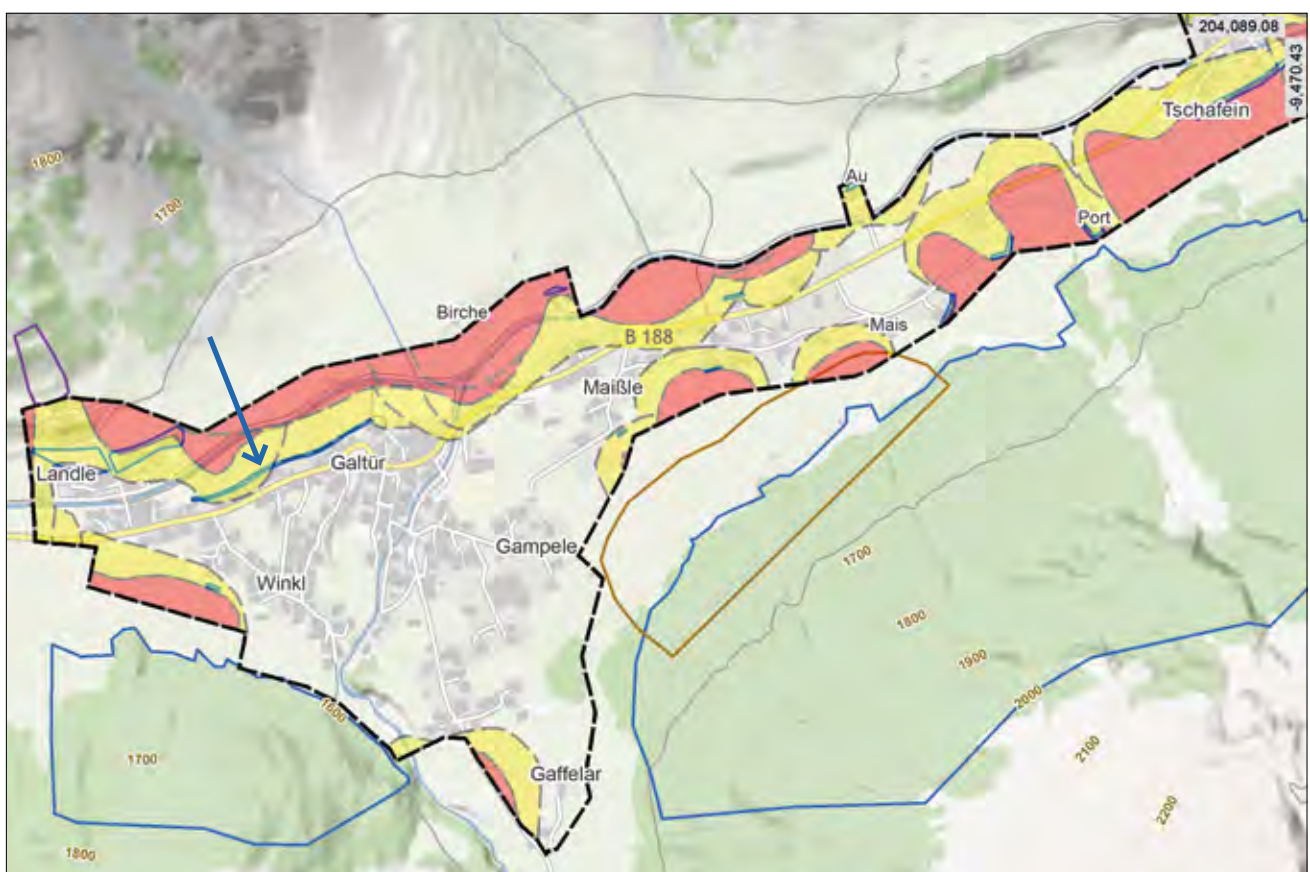 204,089.08
-9,470.43
Tschafein
1800
1700
Au
Port
Birche
B 188
Mais
Maißle
Landle
Galtür
Gampele
Winkl
1700
1800
1900
2000
1600
1700
2100
Gaffelar
2200
1800